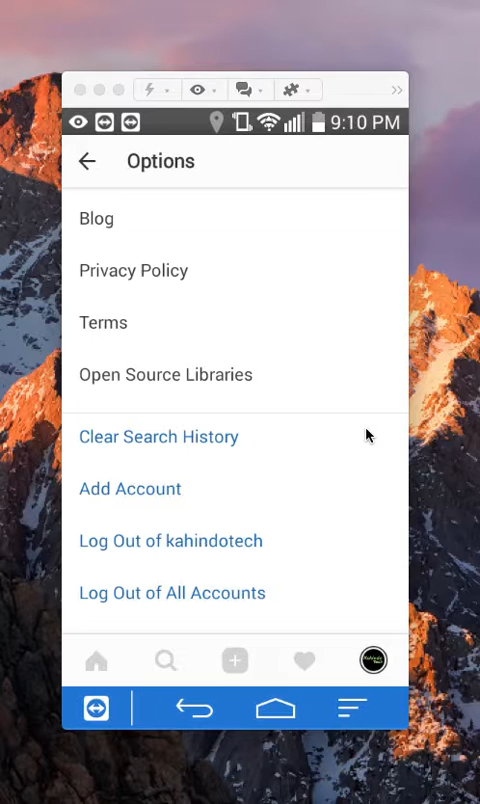 9:10 PM
Options
Blog
Privacy Policy
Terms
Open Source Libraries
Clear Search History
Add Account
Log Out of kahindotech
Log Out of All Accounts